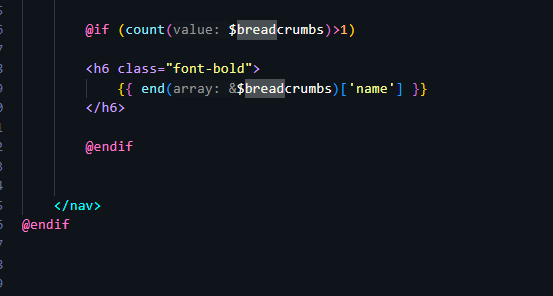 @if (count(value: $breadcrumbs)>1)
<h6 class="font-bold">
{{ end(array: &$breadcrumbs)['name'] }}
</h6>
@endif
</nav>
@endif